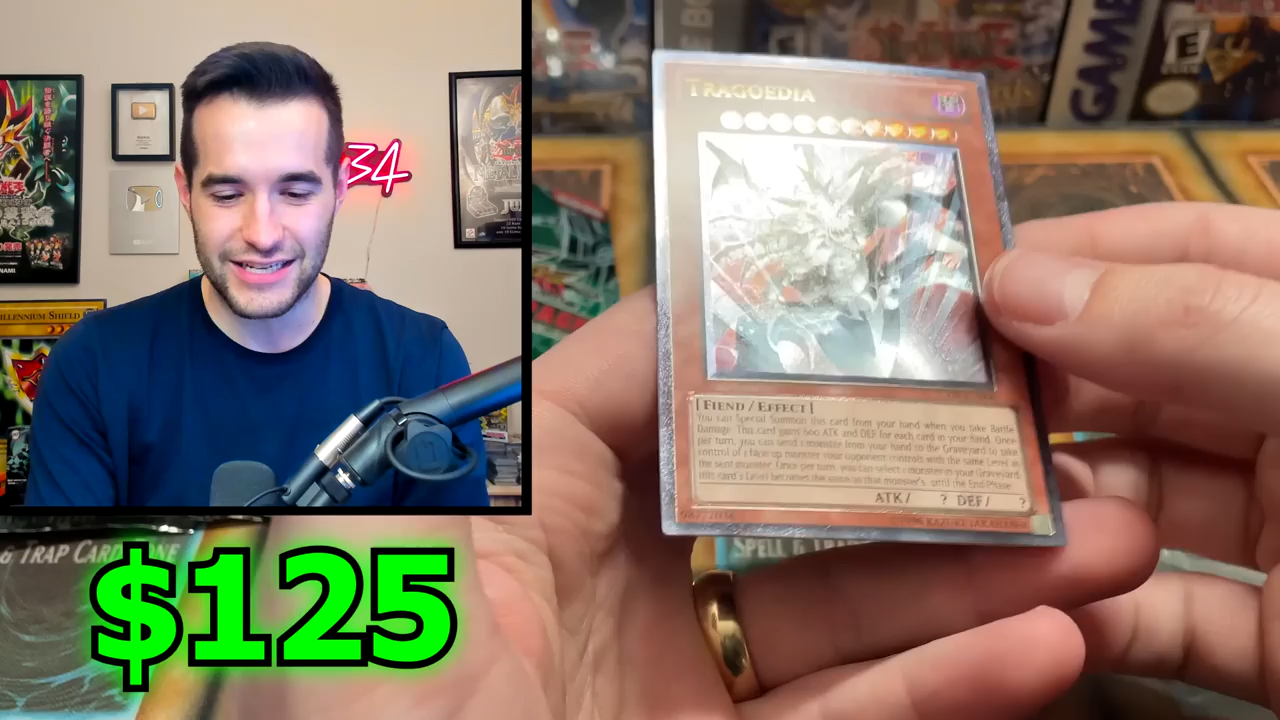 34
KONAMI
MILLENNIUM SHIELD
JU
& TRAP CARD ZONE
$125
GAME
E
E
TRAGOEDIA
[FIEND / EFFECT]
You can Special Summon this card from your hand when you take Battle
Damage. This card gains 600 ATK and DEF for each card in your hand. Once
per turn, you can send 1 monster from your hand to the Graveyard to take
control of 1 face-up monster your opponent controls with the same Level as
the sent monster. Once per turn, you can select 1 monster in your Graveyard
this card's Level becomes the same as that monster's, until the End Phase.
ATK/ ? DEF/ ?
SPELL &